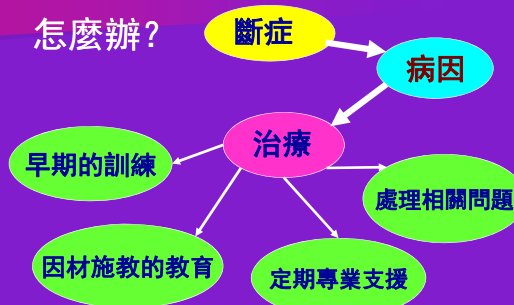 怎麼辦?
斷症
病因
治療
早期的訓練
處理相關問題
因材施教的教育
定期專業支援